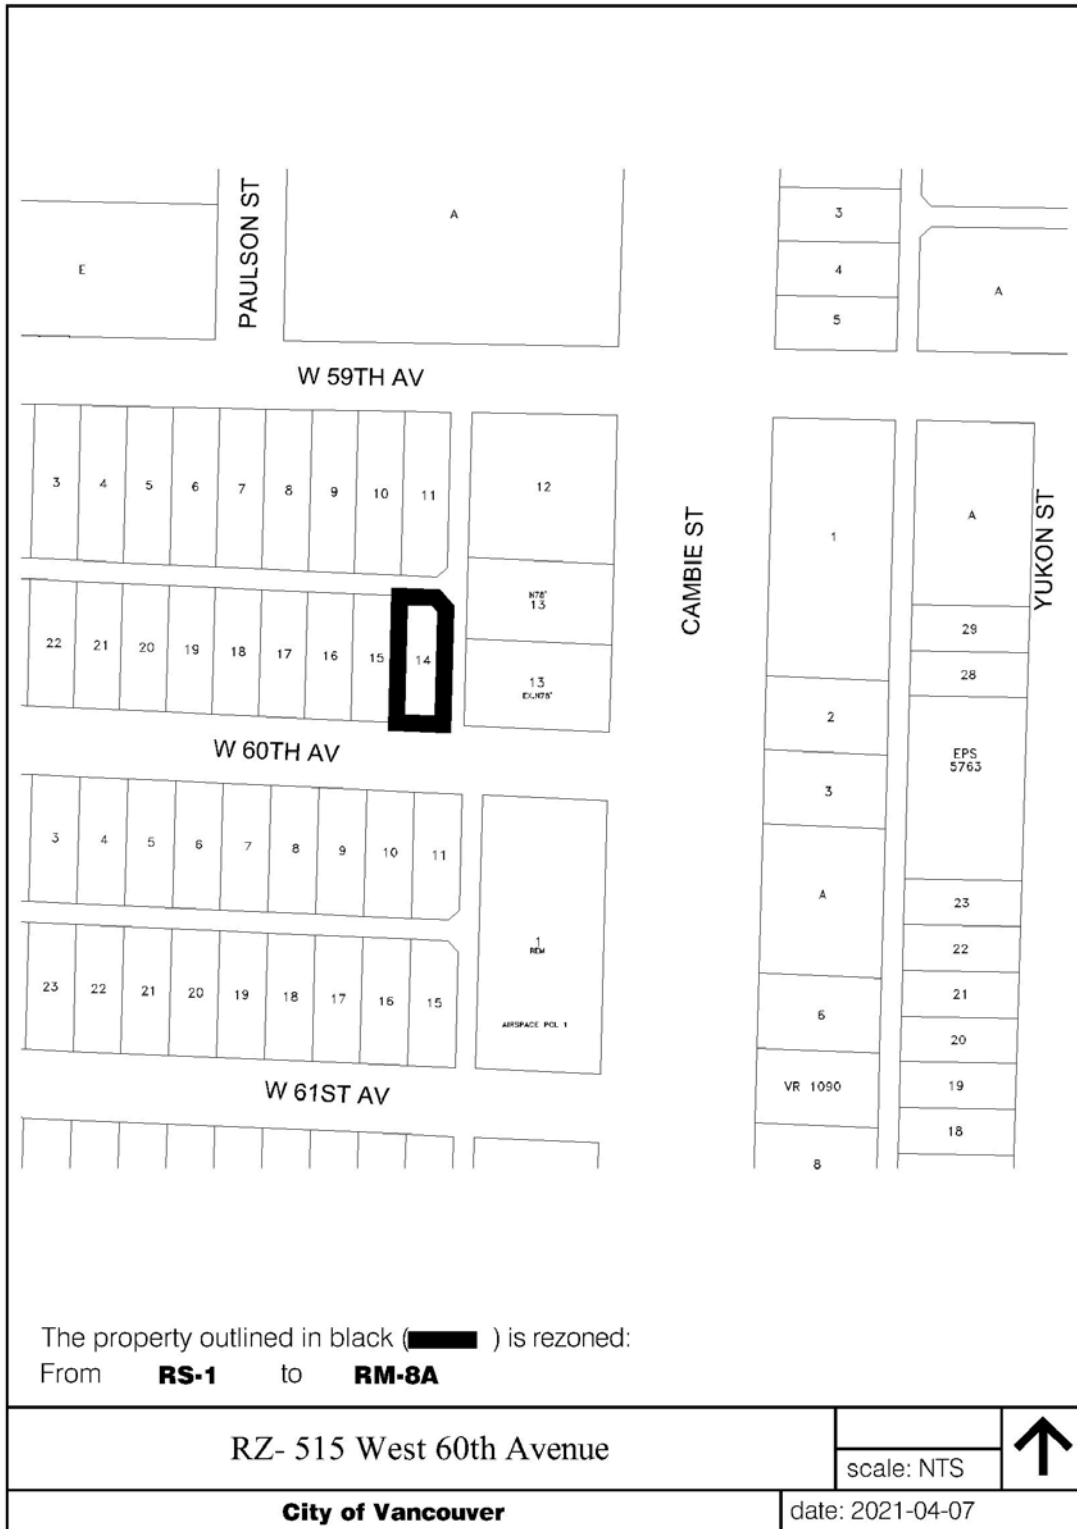 PAULSON ST
A
E
3
4
5
A
W 59TH AV
3 4 5 6 7 8 9 10 11
12
1
A
YUKON ST
CAMBIE ST
N78'
13
29
28
22 21 20 19 18 17 16 15 14
13
EX.N78'
2
W 60TH AV
EPS
5763
3
3 4 5 6 7 8 9 10 11
A
23
1
REM
22
23 22 21 20 19 18 17 16 15
21
AIRSPACE PCL 1
6
20
W 61ST AV
VR 1090
19
18
8
The property outlined in black ( ) is rezoned:
From RS-1 to RM-8A
RZ- 515 West 60th Avenue
scale: NTS
City of Vancouver
date: 2021-04-07